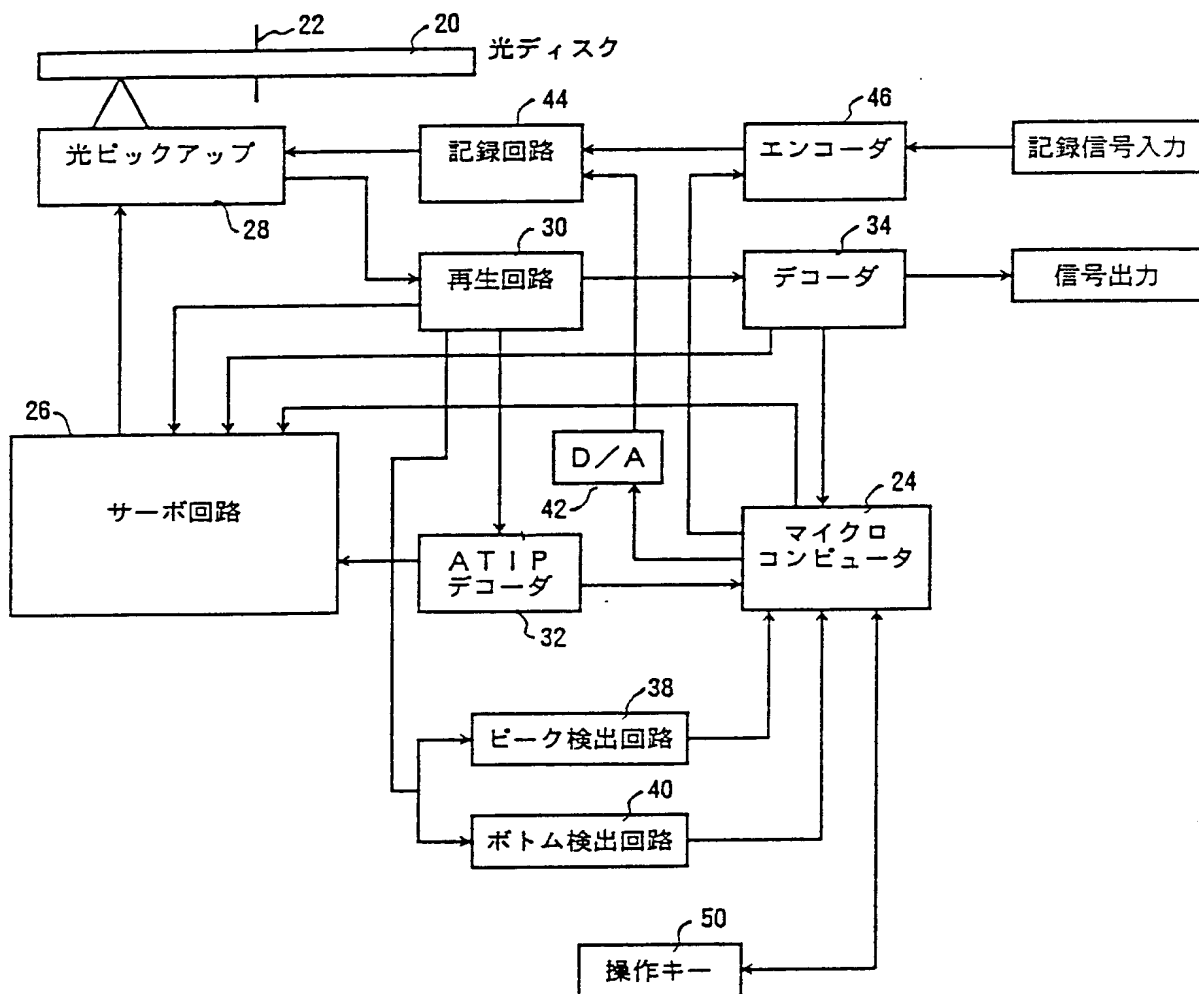 22
20
光ディスク
44
46
光ピックアップ
記録回路
エンコーダ
記録信号入力
28
30
34
再生回路
デコーダ
信号出力
26
サーボ回路
D/A
42
24
マイクロ
コンピュータ
ATIP
デコーダ
32
38
ピーク検出回路
40
ボトム検出回路
50
操作キー